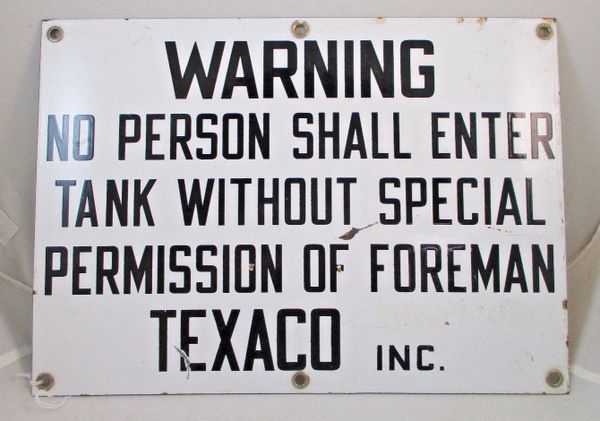 WARNING
NO PERSON SHALL ENTER
TANK WITHOUT SPECIAL
PERMISSION OF FOREMAN
TEXACO INC.